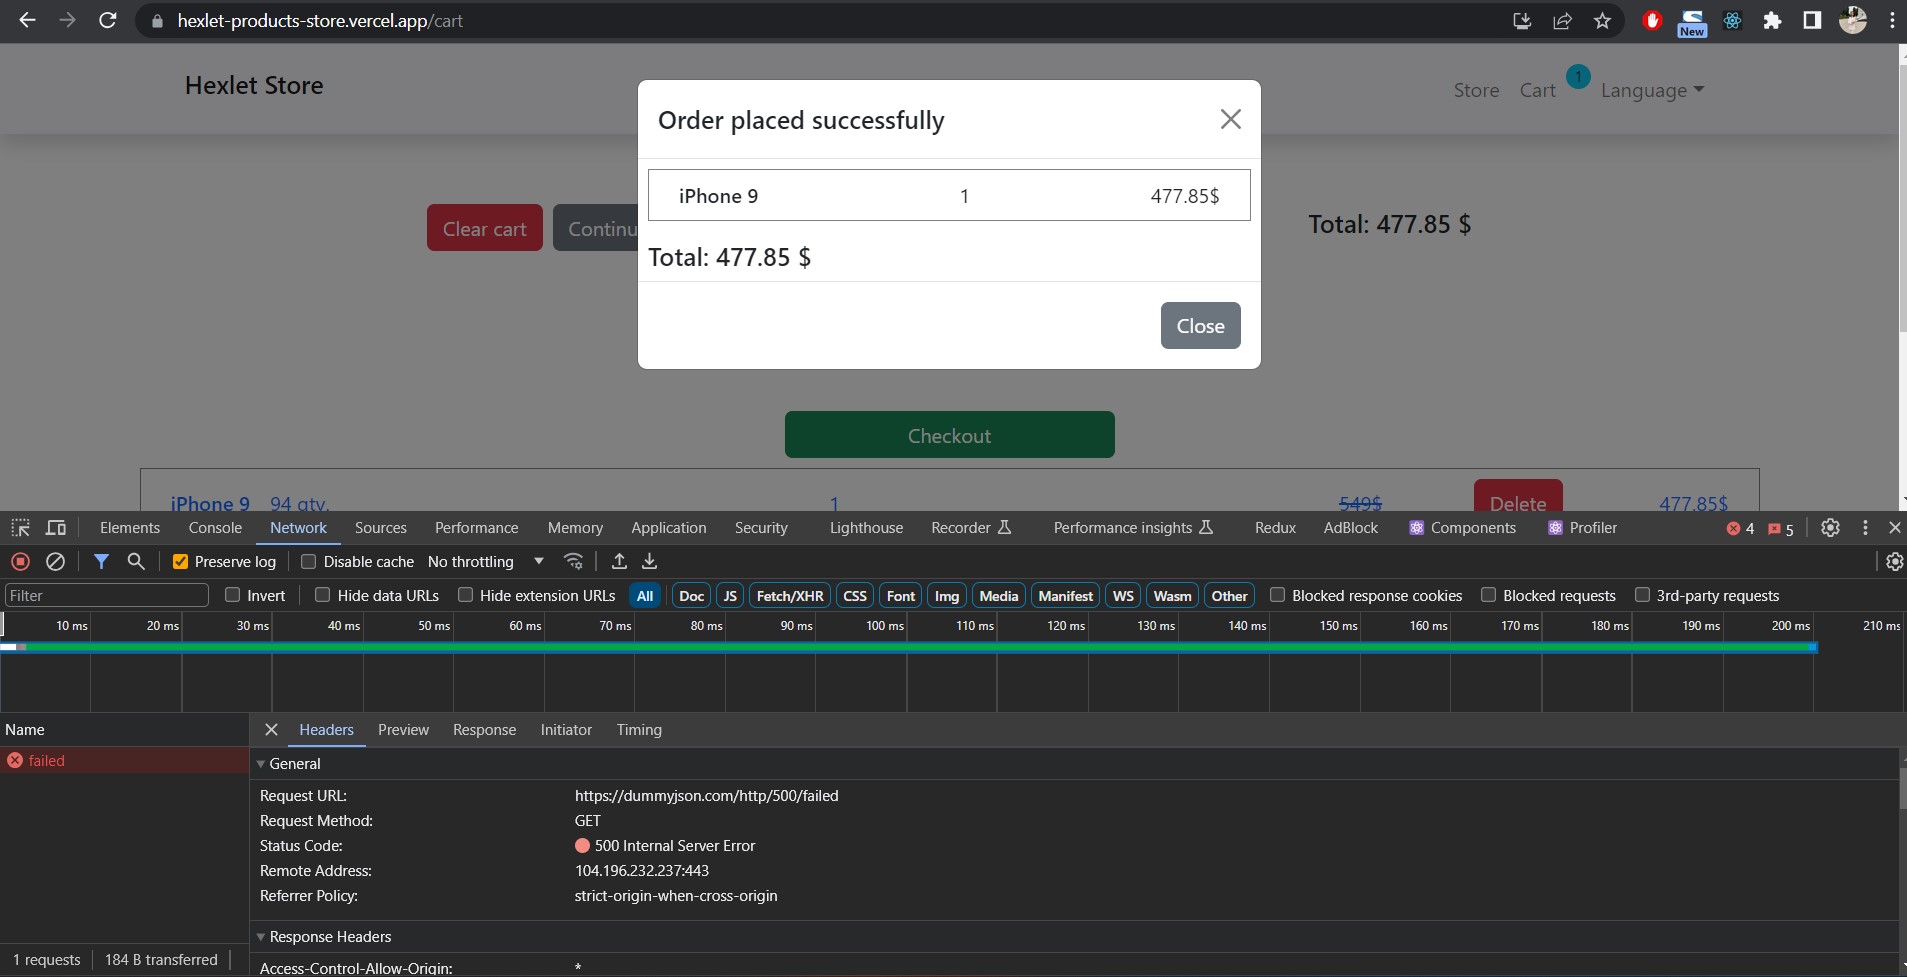 hexlet-products-store.vercel.app/cart
New
Hexlet Store
Store Cart 1 Language
Order placed successfully
iPhone 9 1 477.85$
Total: 477.85 $
Close
Clear cart
Continu
Total: 477.85 $
Checkout
iPhone 9 94 qty. 1 549$ Delete 477.85$
Elements Console Network Sources Performance Memory Application Security Lighthouse Recorder Performance insights Redux AdBlock Components Profiler 4 5
Preserve log Disable cache No throttling
Filter Invert Hide data URLs Hide extension URLs All Doc JS Fetch/XHR CSS Font Img Media Manifest WS Wasm Other Blocked response cookies Blocked requests 3rd-party requests
10 ms 20 ms 30 ms 40 ms 50 ms 60 ms 70 ms 80 ms 90 ms 100 ms 110 ms 120 ms 130 ms 140 ms 150 ms 160 ms 170 ms 180 ms 190 ms 200 ms 210 ms
Name
failed
Headers Preview Response Initiator Timing
General
Request URL: https://dummyjson.com/http/500/failed
Request Method: GET
Status Code: 500 Internal Server Error
Remote Address: 104.196.232.237:443
Referrer Policy: strict-origin-when-cross-origin
Response Headers
Access-Control-Allow-Origin: *
1 requests 184 B transferred